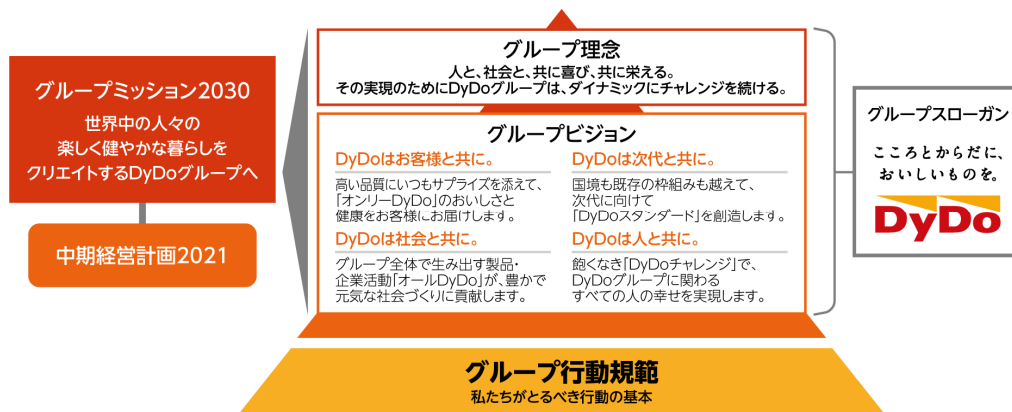 グループミッション2030
世界中の人々の
楽しく健やかな暮らしを
クリエイトするDyDoグループへ
中期経営計画2021
グループ理念
人と、社会と、共に喜び、共に栄える。
その実現のためにDyDoグループは、ダイナミックにチャレンジを続ける。
グループビジョン
DyDoはお客様と共に。
高い品質にいつもサプライズを添えて、
「オンリーDyDo」のおいしさと
健康をお客様にお届けします。
DyDoは次代と共に。
国境も既存の枠組みも越えて、
次代に向けて
「DyDoスタンダード」を創造します。
DyDoは社会と共に。
グループ全体で生み出す製品・
企業活動「オールDyDo」が、豊かで
元気な社会づくりに貢献します。
DyDoは人と共に。
飽くなき「DyDoチャレンジ」で、
DyDoグループに関わる
すべての人の幸せを実現します。
グループスローガン
こころとからだに、
おいしいものを。
DyDo
グループ行動規範
私たちがとるべき行動の基本